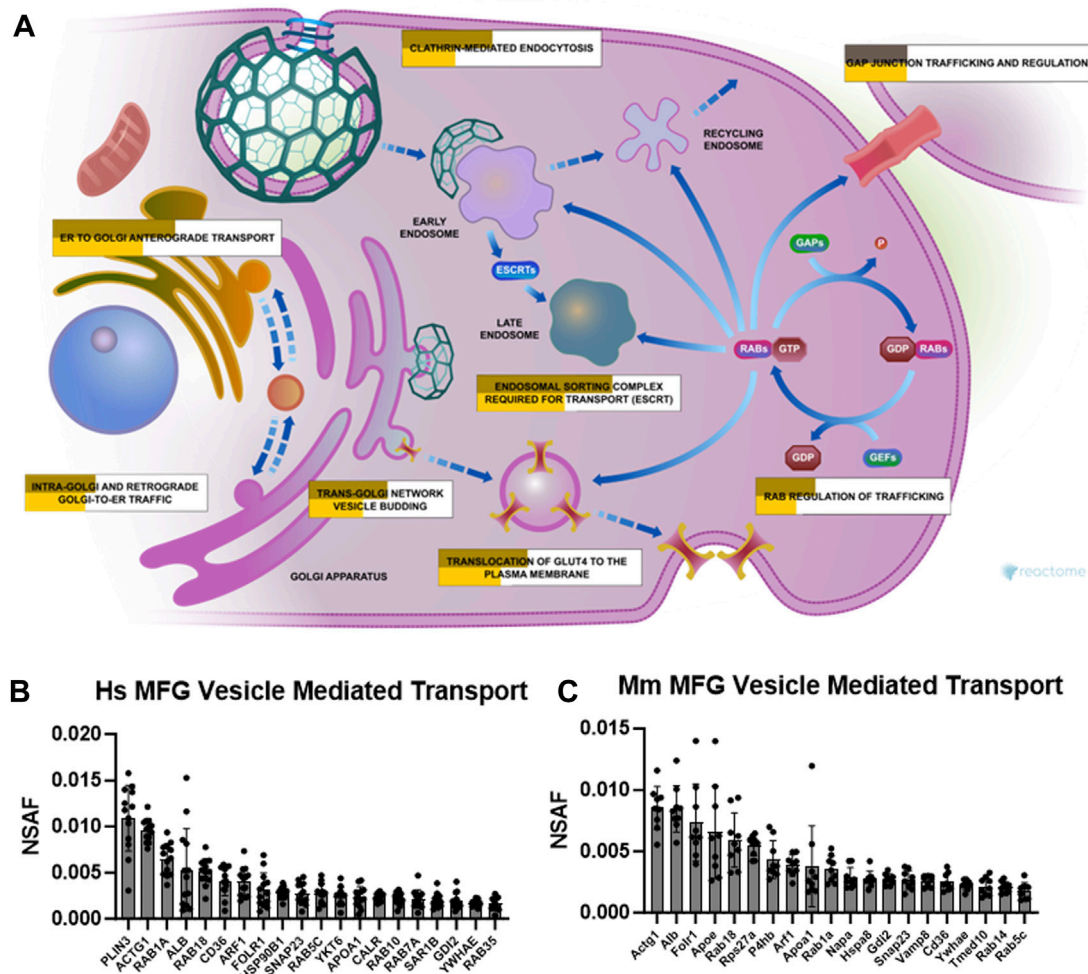 A
CLATHRIN-MEDIATED ENDOCYTOSIS
GAP JUNCTION TRAFFICKING AND REGULATION
RECYCLING
ENDOSOME
EARLY
ENDOSOME
ER TO GOLGI ANTEROGRADE TRANSPORT
GAPs
P
ESCRTs
LATE
ENDOSOME
RABs
GTP
GDP
RABs
ENDOSOMAL SORTING COMPLEX
REQUIRED FOR TRANSPORT (ESCRT)
GDP
GEFs
INTRA-GOLGI AND RETROGRADE
GOLGI-TO-ER TRAFFIC
TRANS-GOLGI NETWORK
VESICLE BUDDING
RAB REGULATION OF TRAFFICKING
TRANSLOCATION OF GLUT4 TO THE
PLASMA MEMBRANE
GOLGI APPARATUS
reactome
B
Hs MFG Vesicle Mediated Transport
NSAF
0.020
0.015
0.010
0.005
0.000
PLIN3
ACTG1
RAB1A
ALB
RAB18
CD36
ARF1
FOLR1
HSP90B1
SNAP23
RAB5C
YKT6
APOA1
CALR
RAB10
RAB7A
SAR1B
GDI2
YWHAE
RAB35
C
Mm MFG Vesicle Mediated Transport
NSAF
0.015
0.010
0.005
0.000
Actg1
Alb
Folr1
Apoe
Rab18
Rps27a
P4hb
Arf1
Apoa1
Rab1a
Napa
Hspa8
Gdi2
Snap23
Vamp8
Cd36
Ywhae
Tmed10
Rab14
Rab5c